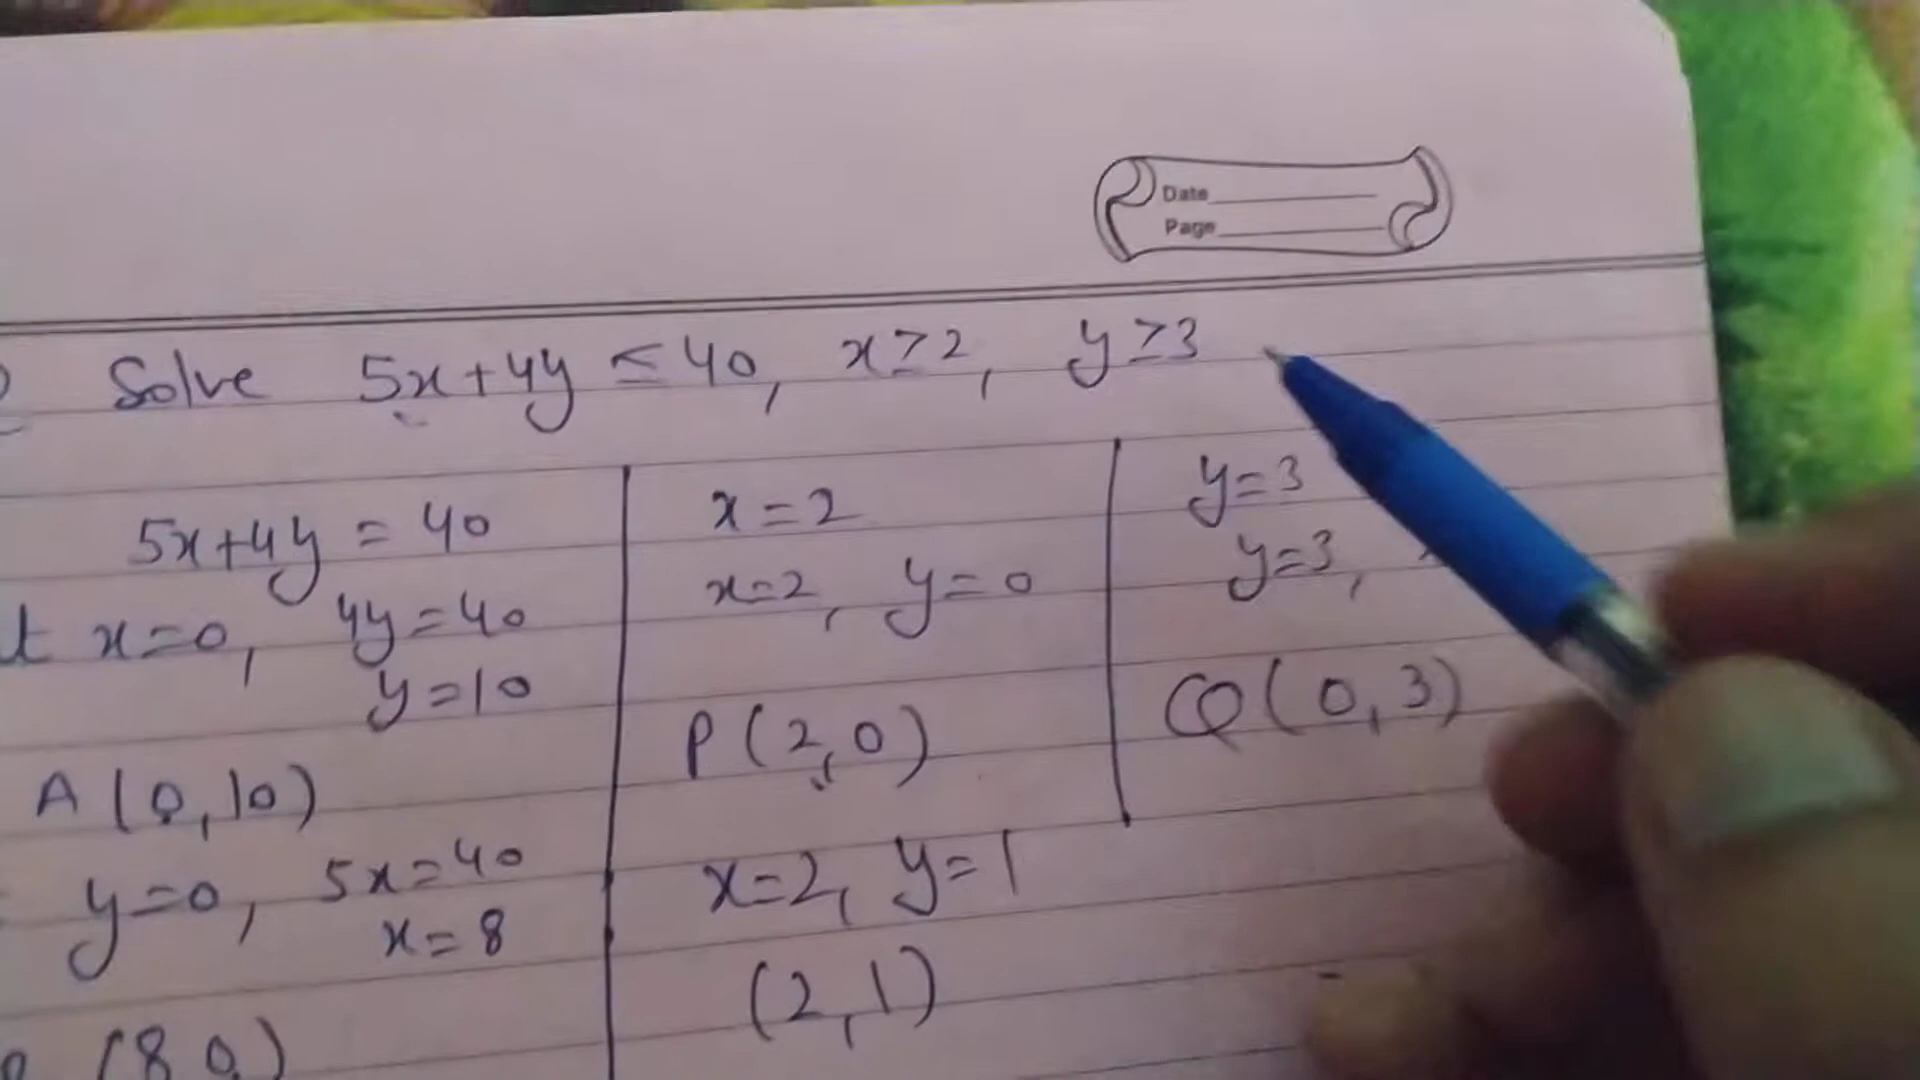 Date
Page
Solve 5x+4y ≤ 40, x≥2, y≥3
5x+4y = 40
x=0, 4y=40
y=10
A(0,10)
y=0, 5x=40
x=8
(8,0)
x=2
x=2, y=0
P(2,0)
x=2, y=1
(2,1)
y=3
y=3,
Q(0,3)